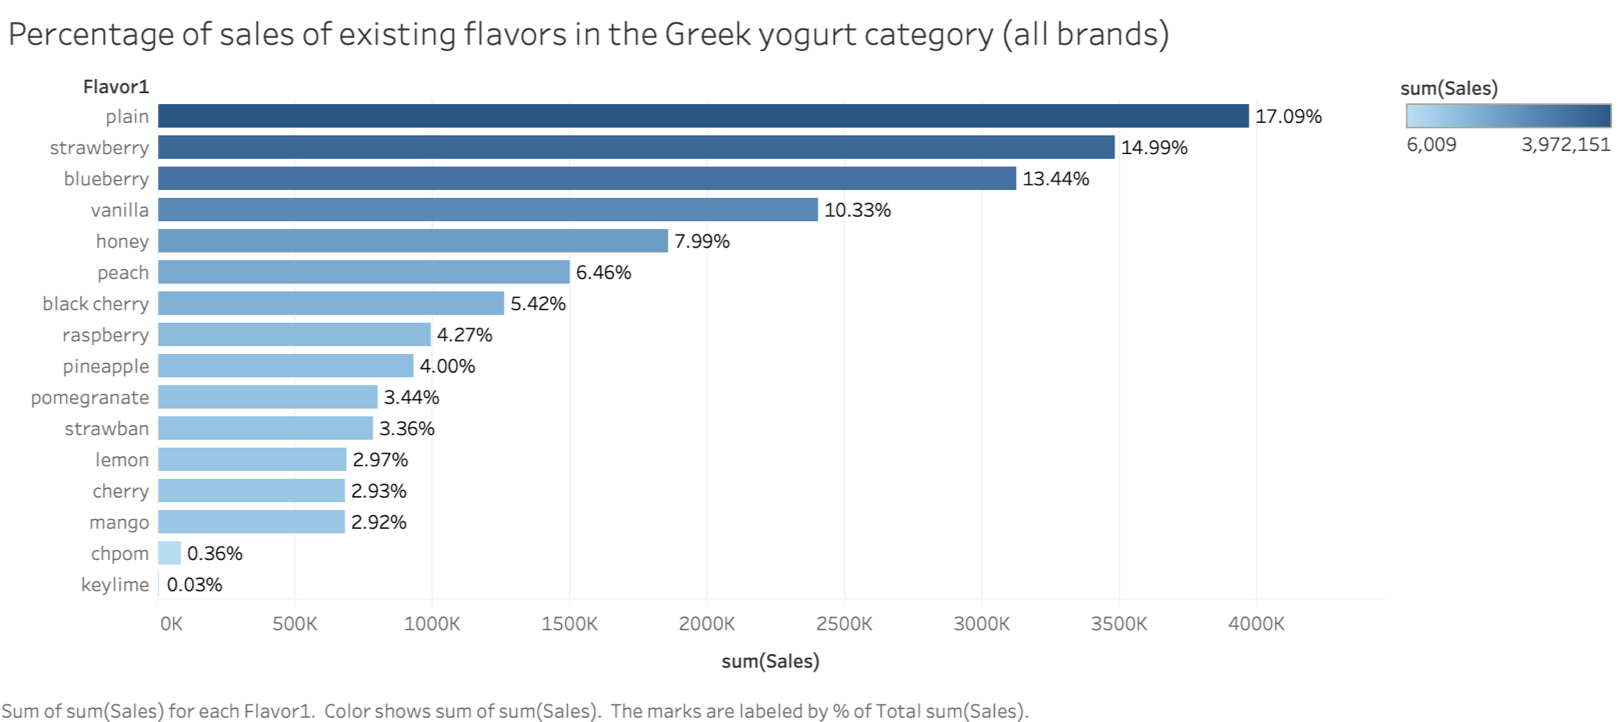 Percentage of sales of existing flavors in the Greek yogurt category (all brands)
Flavor1
plain 17.09%
strawberry 14.99%
blueberry 13.44%
vanilla 10.33%
honey 7.99%
peach 6.46%
black cherry 5.42%
raspberry 4.27%
pineapple 4.00%
pomegranate 3.44%
strawban 3.36%
lemon 2.97%
cherry 2.93%
mango 2.92%
chpom 0.36%
keylime 0.03%
0K 500K 1000K 1500K 2000K 2500K 3000K 3500K 4000K
sum(Sales)
sum(Sales)
6,009 3,972,151
Sum of sum(Sales) for each Flavor1. Color shows sum of sum(Sales). The marks are labeled by % of Total sum(Sales).